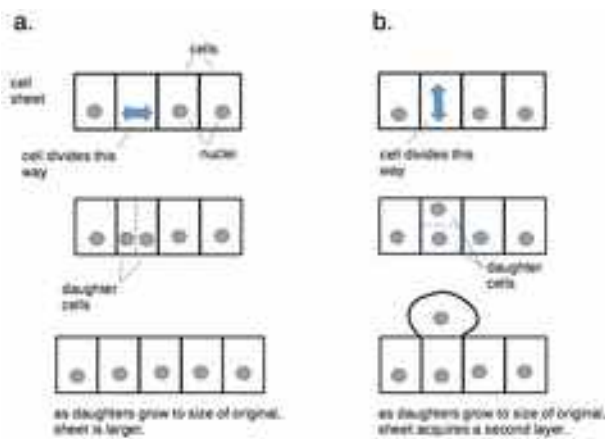 a.
cells
cell
sheet
cell divides this
way
nuclei
daughter
cells
as daughters grow to size of original,
sheet is larger.
b.
cell divides this
way
daughter
cells
as daughters grow to size of original,
sheet acquires a second layer.